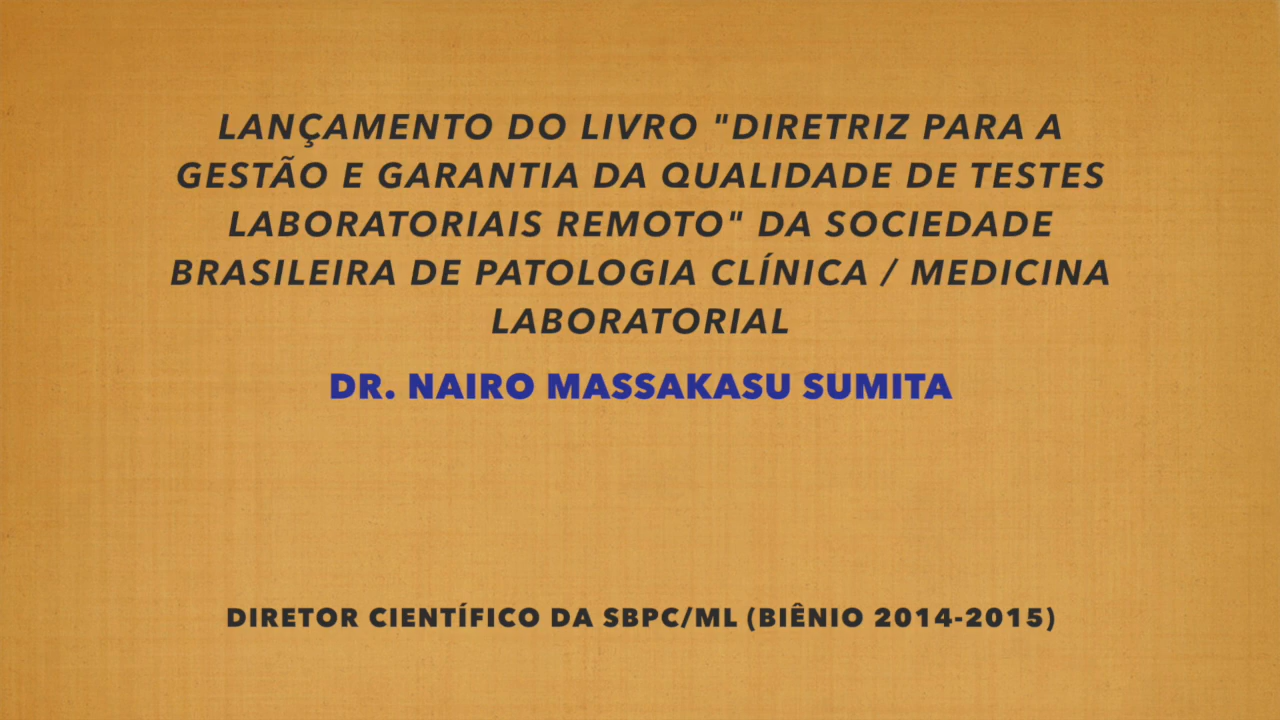 LANÇAMENTO DO LIVRO "DIRETRIZ PARA A
GESTÃO E GARANTIA DA QUALIDADE DE TESTES
LABORATORIAIS REMOTO" DA SOCIEDADE
BRASILEIRA DE PATOLOGIA CLÍNICA / MEDICINA
LABORATORIAL
DR. NAIRO MASSAKASU SUMITA
DIRETOR CIENTÍFICO DA SBPC/ML (BIÊNIO 2014-2015)